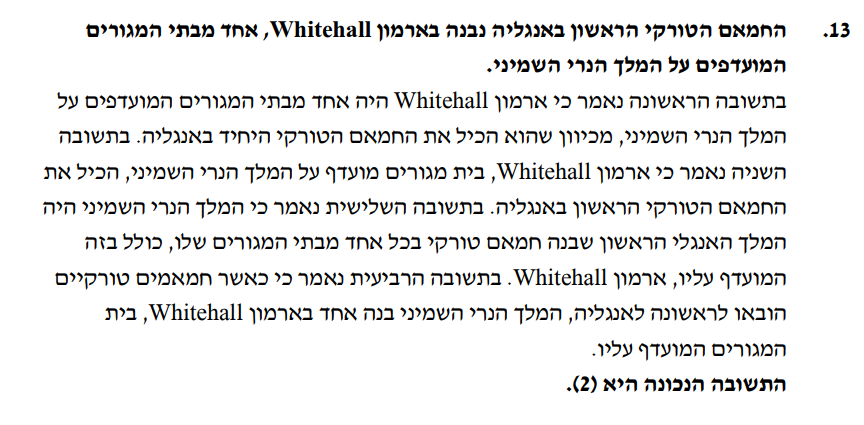 13. החמאם הטורקי הראשון באנגליה נבנה בארמון Whitehall, אחד מבתי המגורים
המועדפים על המלך הנרי השמיני.
בתשובה הראשונה נאמר כי ארמון Whitehall היה אחד מבתי המגורים המועדפים על
המלך הנרי השמיני, מכיוון שהוא הכיל את החמאם הטורקי היחיד באנגליה. בתשובה
השניה נאמר כי ארמון Whitehall, בית מגורים מועדף על המלך הנרי השמיני, הכיל את
החמאם הטורקי הראשון באנגליה. בתשובה השלישית נאמר כי המלך הנרי השמיני היה
המלך האנגלי הראשון שבנה חמאם טורקי בכל אחד מבתי המגורים שלו, כולל בזה
המועדף עליו, ארמון Whitehall. בתשובה הרביעית נאמר כי כאשר חמאמים טורקיים
הובאו לראשונה לאנגליה, המלך הנרי השמיני בנה אחד בארמון Whitehall, בית
המגורים המועדף עליו.
התשובה הנכונה היא (2).